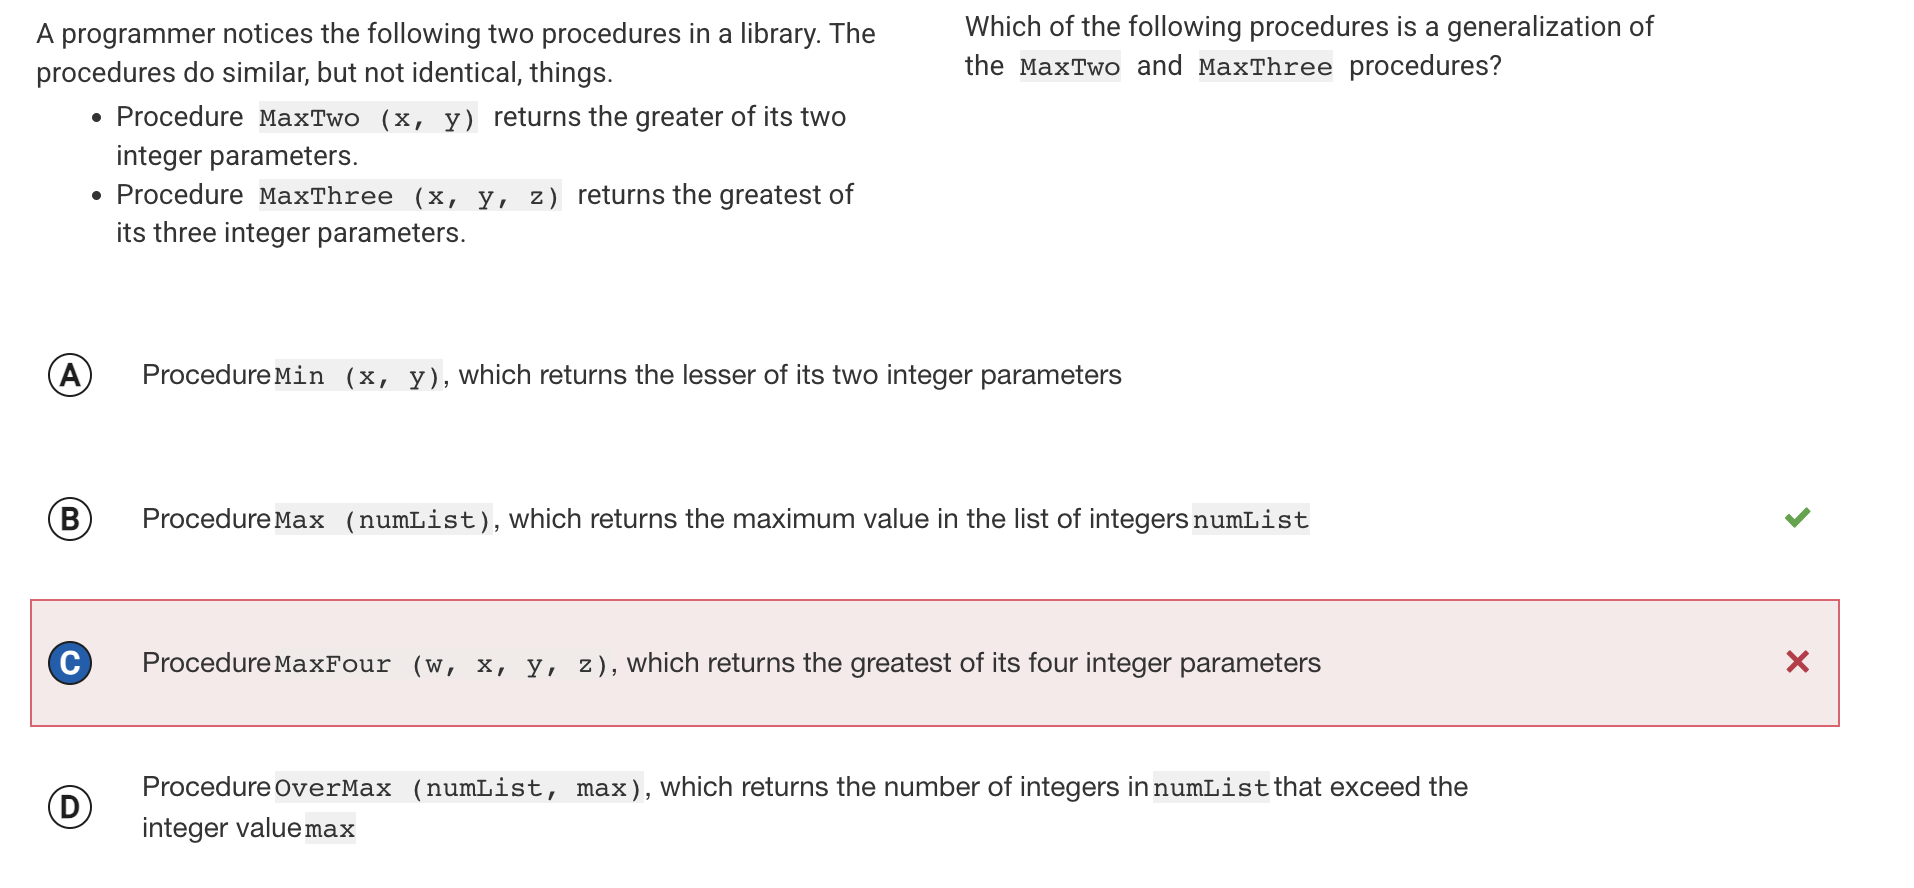 A programmer notices the following two procedures in a library. The
procedures do similar, but not identical, things.
• Procedure MaxTwo (x, y) returns the greater of its two
integer parameters.
• Procedure MaxThree (x, y, z) returns the greatest of
its three integer parameters.
Which of the following procedures is a generalization of
the MaxTwo and MaxThree procedures?
A Procedure Min (x, y), which returns the lesser of its two integer parameters
B Procedure Max (numList), which returns the maximum value in the list of integers numList
C Procedure MaxFour (w, x, y, z), which returns the greatest of its four integer parameters
D Procedure OverMax (numList, max), which returns the number of integers in numList that exceed the
integer value max